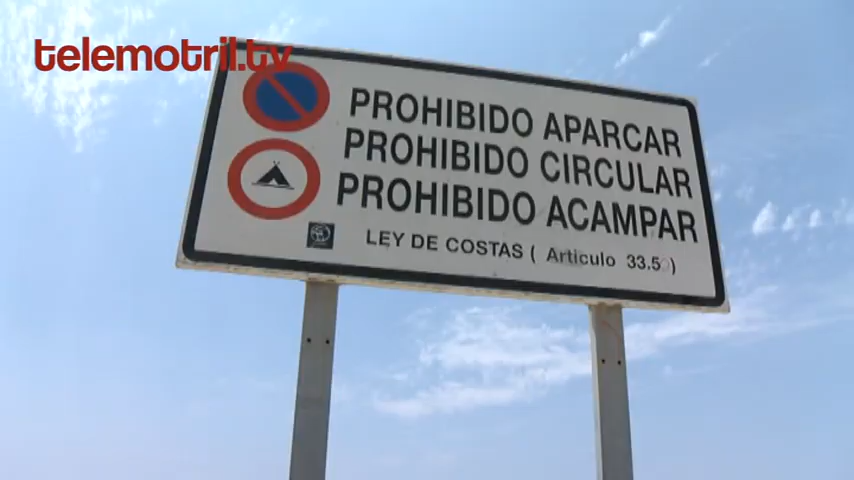 telemotril.tv
PROHIBIDO APARCAR
PROHIBIDO CIRCULAR
PROHIBIDO ACAMPAR
LEY DE COSTAS ( Articulo 33.5 )